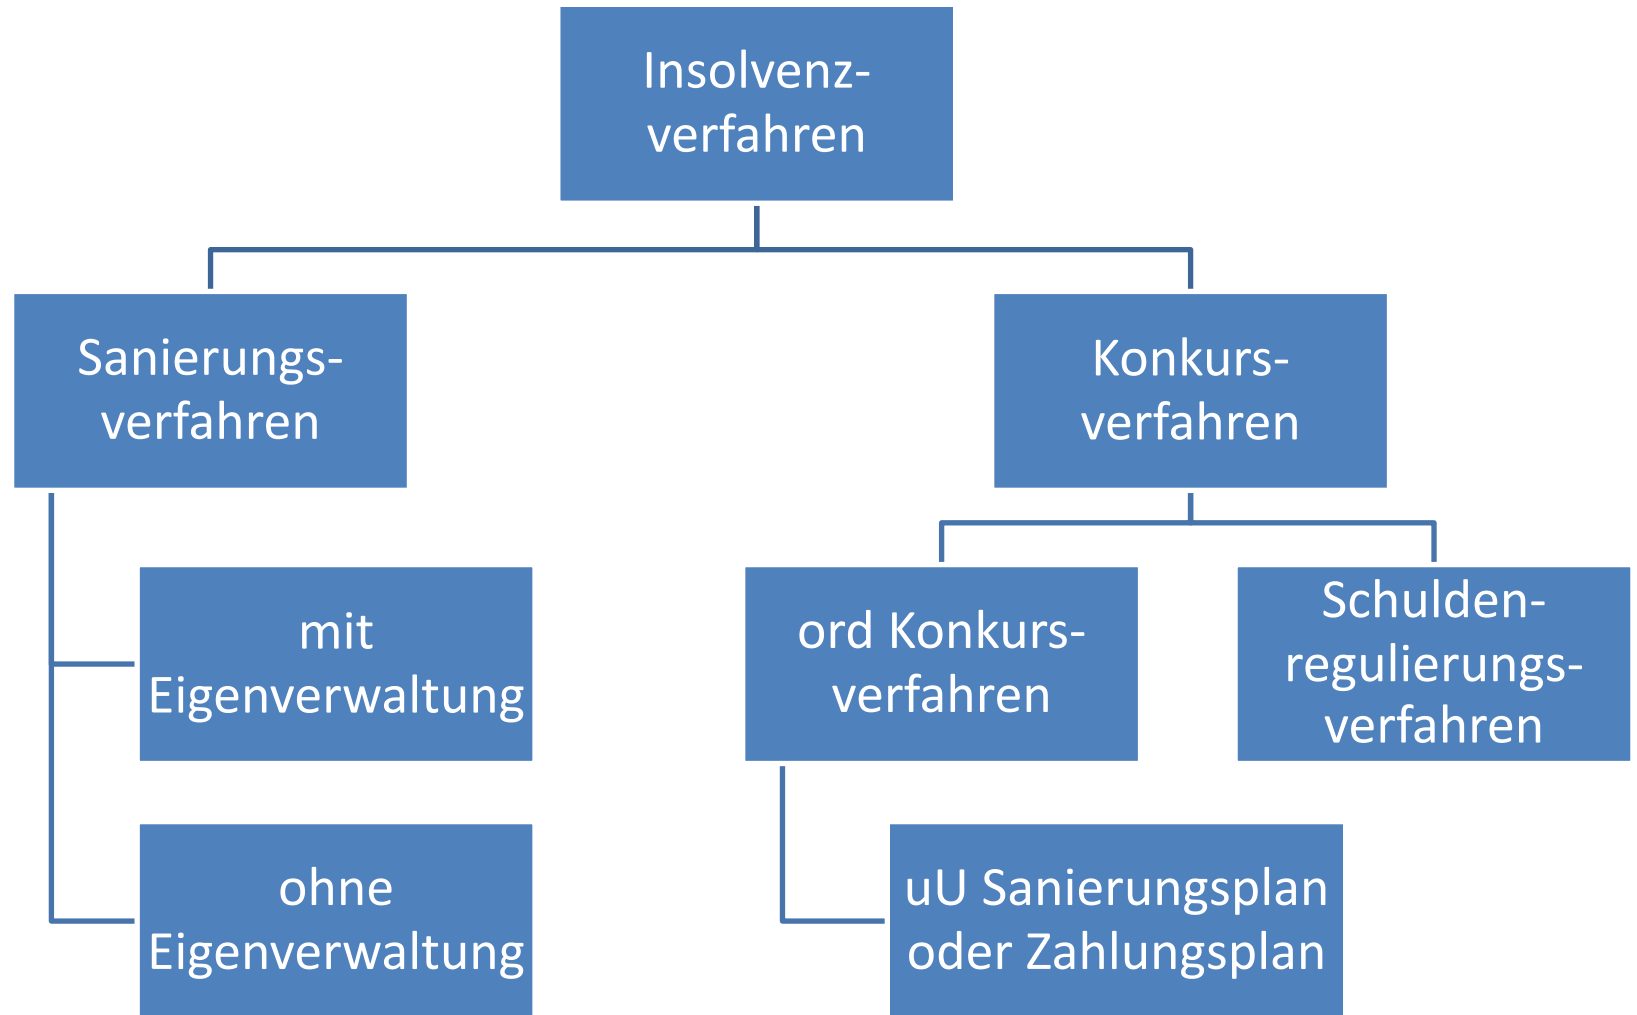 Insolvenz-
verfahren
Sanierungs-
verfahren
Konkurs-
verfahren
mit
Eigenverwaltung
ohne
Eigenverwaltung
ord Konkurs-
verfahren
uU Sanierungsplan
oder Zahlungsplan
Schulden-
regulierungs-
verfahren